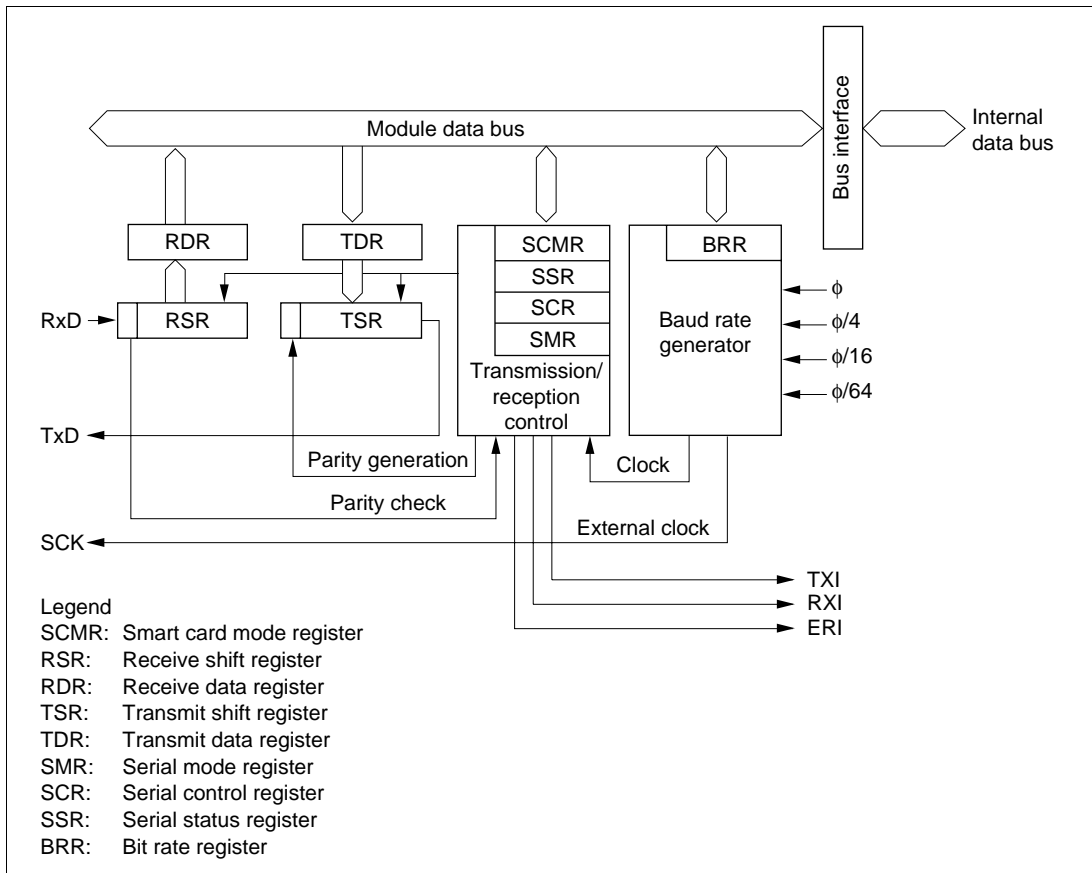 Module data bus
Bus interface
Internal
data bus
RDR
TDR
SCMR
SSR
SCR
SMR
Transmission/
reception
control
BRR
Baud rate
generator
ϕ
ϕ/4
ϕ/16
ϕ/64
RxD
RSR
TSR
TxD
Parity generation
Parity check
Clock
External clock
SCK
TXI
RXI
ERI
Legend
SCMR: Smart card mode register
RSR: Receive shift register
RDR: Receive data register
TSR: Transmit shift register
TDR: Transmit data register
SMR: Serial mode register
SCR: Serial control register
SSR: Serial status register
BRR: Bit rate register